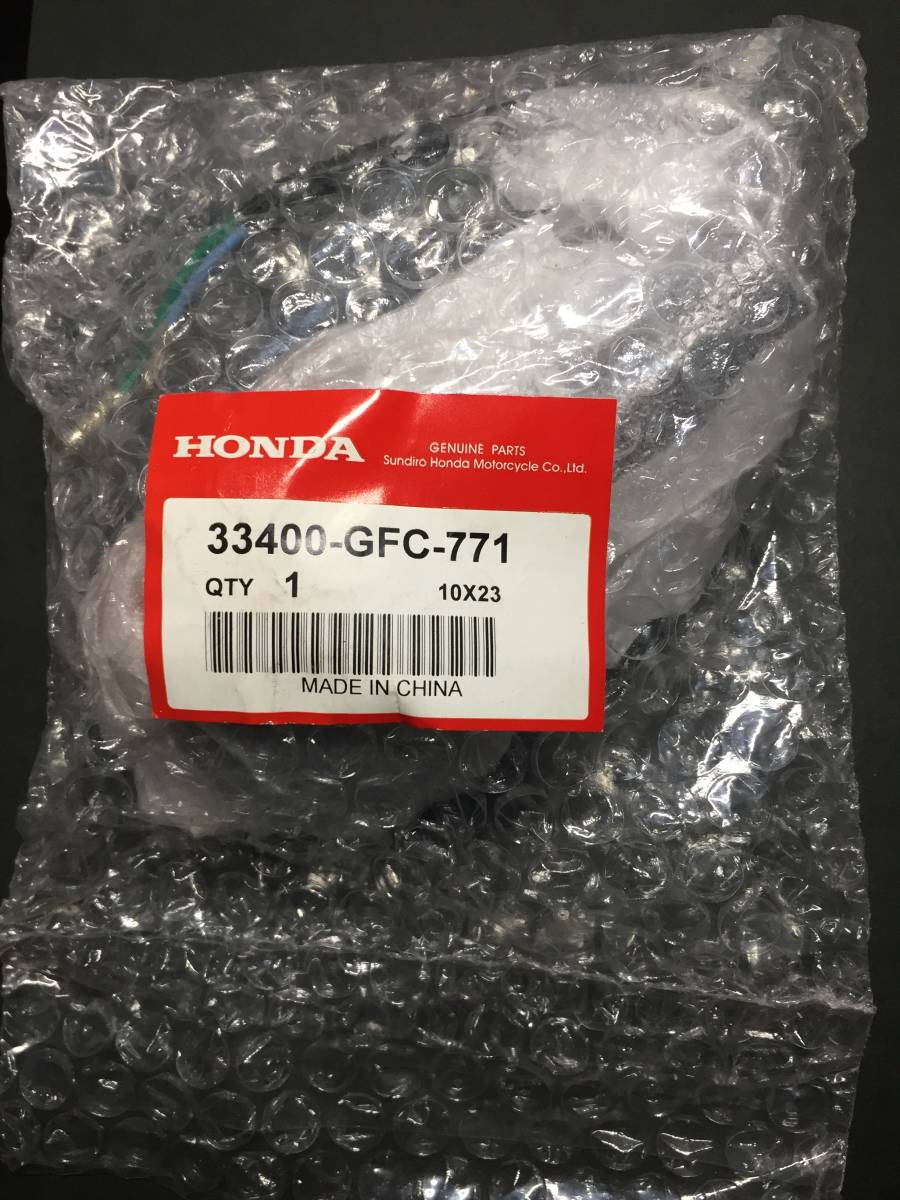 HONDA
GENUINE PARTS
Sundiro Honda Motorcycle Co.,Ltd.
33400-GFC-771
QTY 1 10X23
MADE IN CHINA